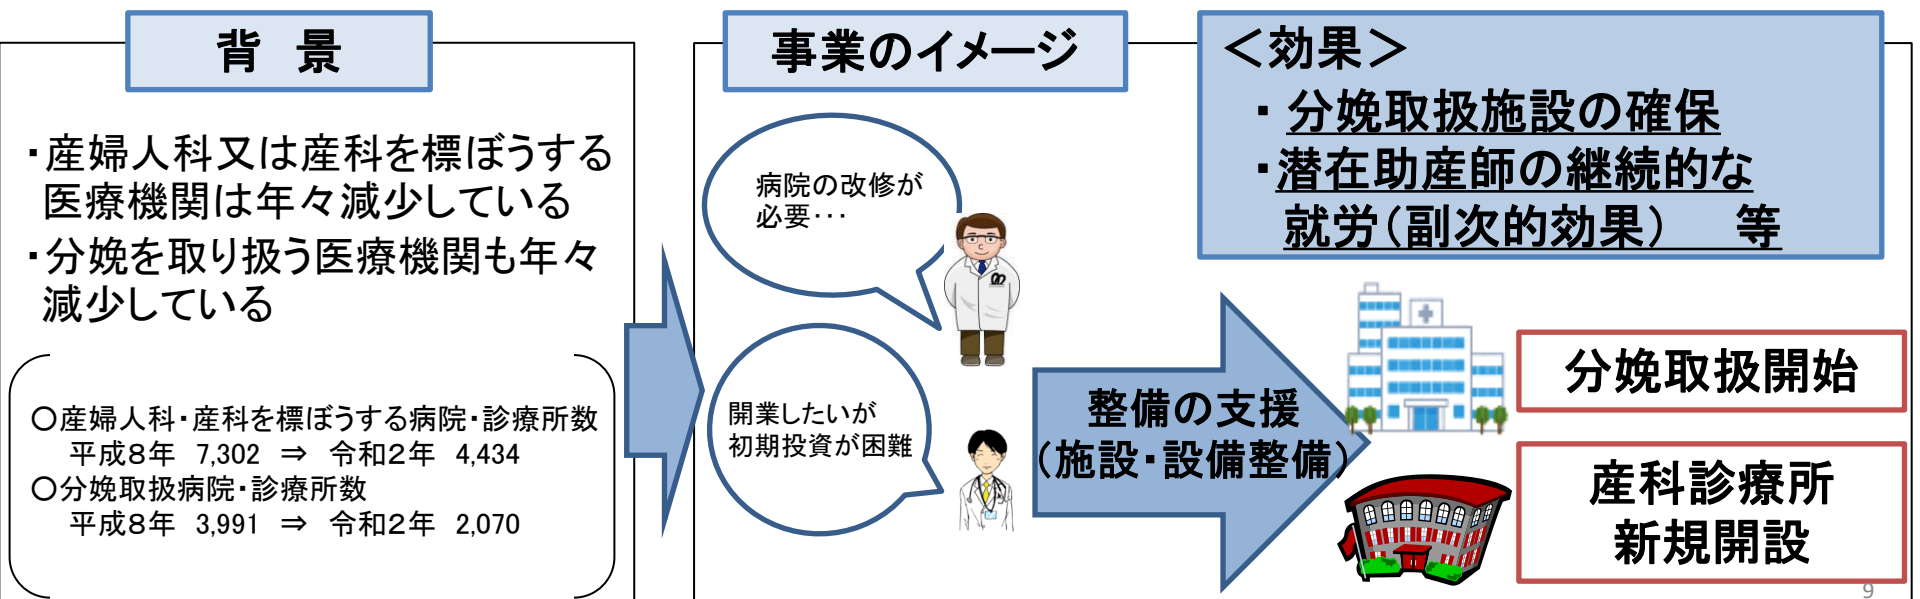 背 景
・産婦人科又は産科を標ぼうする
医療機関は年々減少している
・分娩を取り扱う医療機関も年々
減少している
○産婦人科・産科を標ぼうする病院・診療所数
平成8年 7,302 ⇒ 令和2年 4,434
○分娩取扱病院・診療所数
平成8年 3,991 ⇒ 令和2年 2,070
事業のイメージ
病院の改修が
必要・・・
開業したいが
初期投資が困難
整備の支援
(施設・設備整備)
＜効果＞
・分娩取扱施設の確保
・潜在助産師の継続的な
就労(副次的効果) 等
分娩取扱開始
産科診療所
新規開設
9